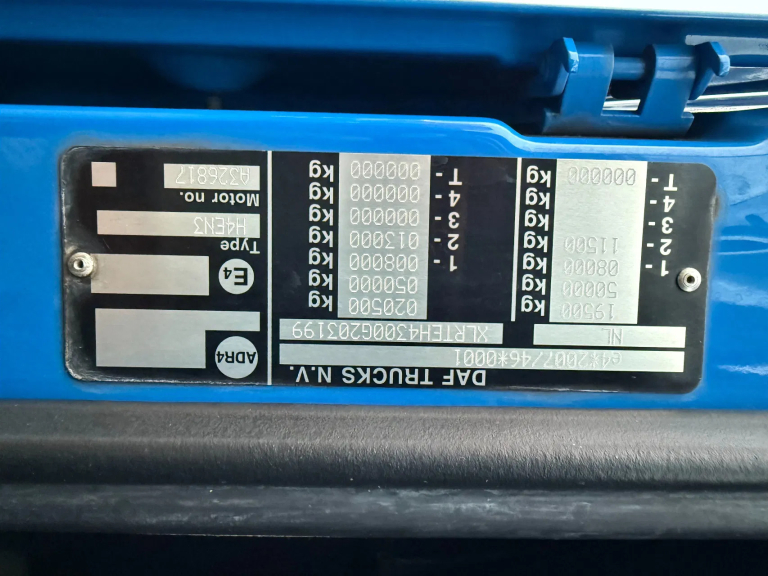 DAF TRUCKS N.V.
e4*2007/46*0001
NL XLRTEH4300G203199
19500 kg 020500 kg
50000 kg 050000 kg
1 - 08000 kg 1 - 008000 kg
2 - 11500 kg 2 - 013000 kg
3 - kg 3 - 000000 kg
4 - kg 4 - 000000 kg
T - 000000 kg T - 000000 kg
ADR4
E4
Type
H4EN3
Motor no.
A326817